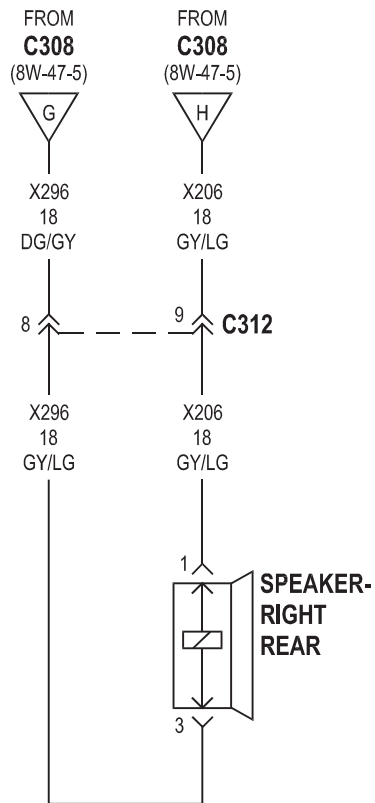 FROM
C308
(8W-47-5)
G
FROM
C308
(8W-47-5)
H
X296
18
DG/GY
X206
18
GY/LG
8
9
C312
X296
18
GY/LG
X206
18
GY/LG
1
SPEAKER-
RIGHT
REAR
3